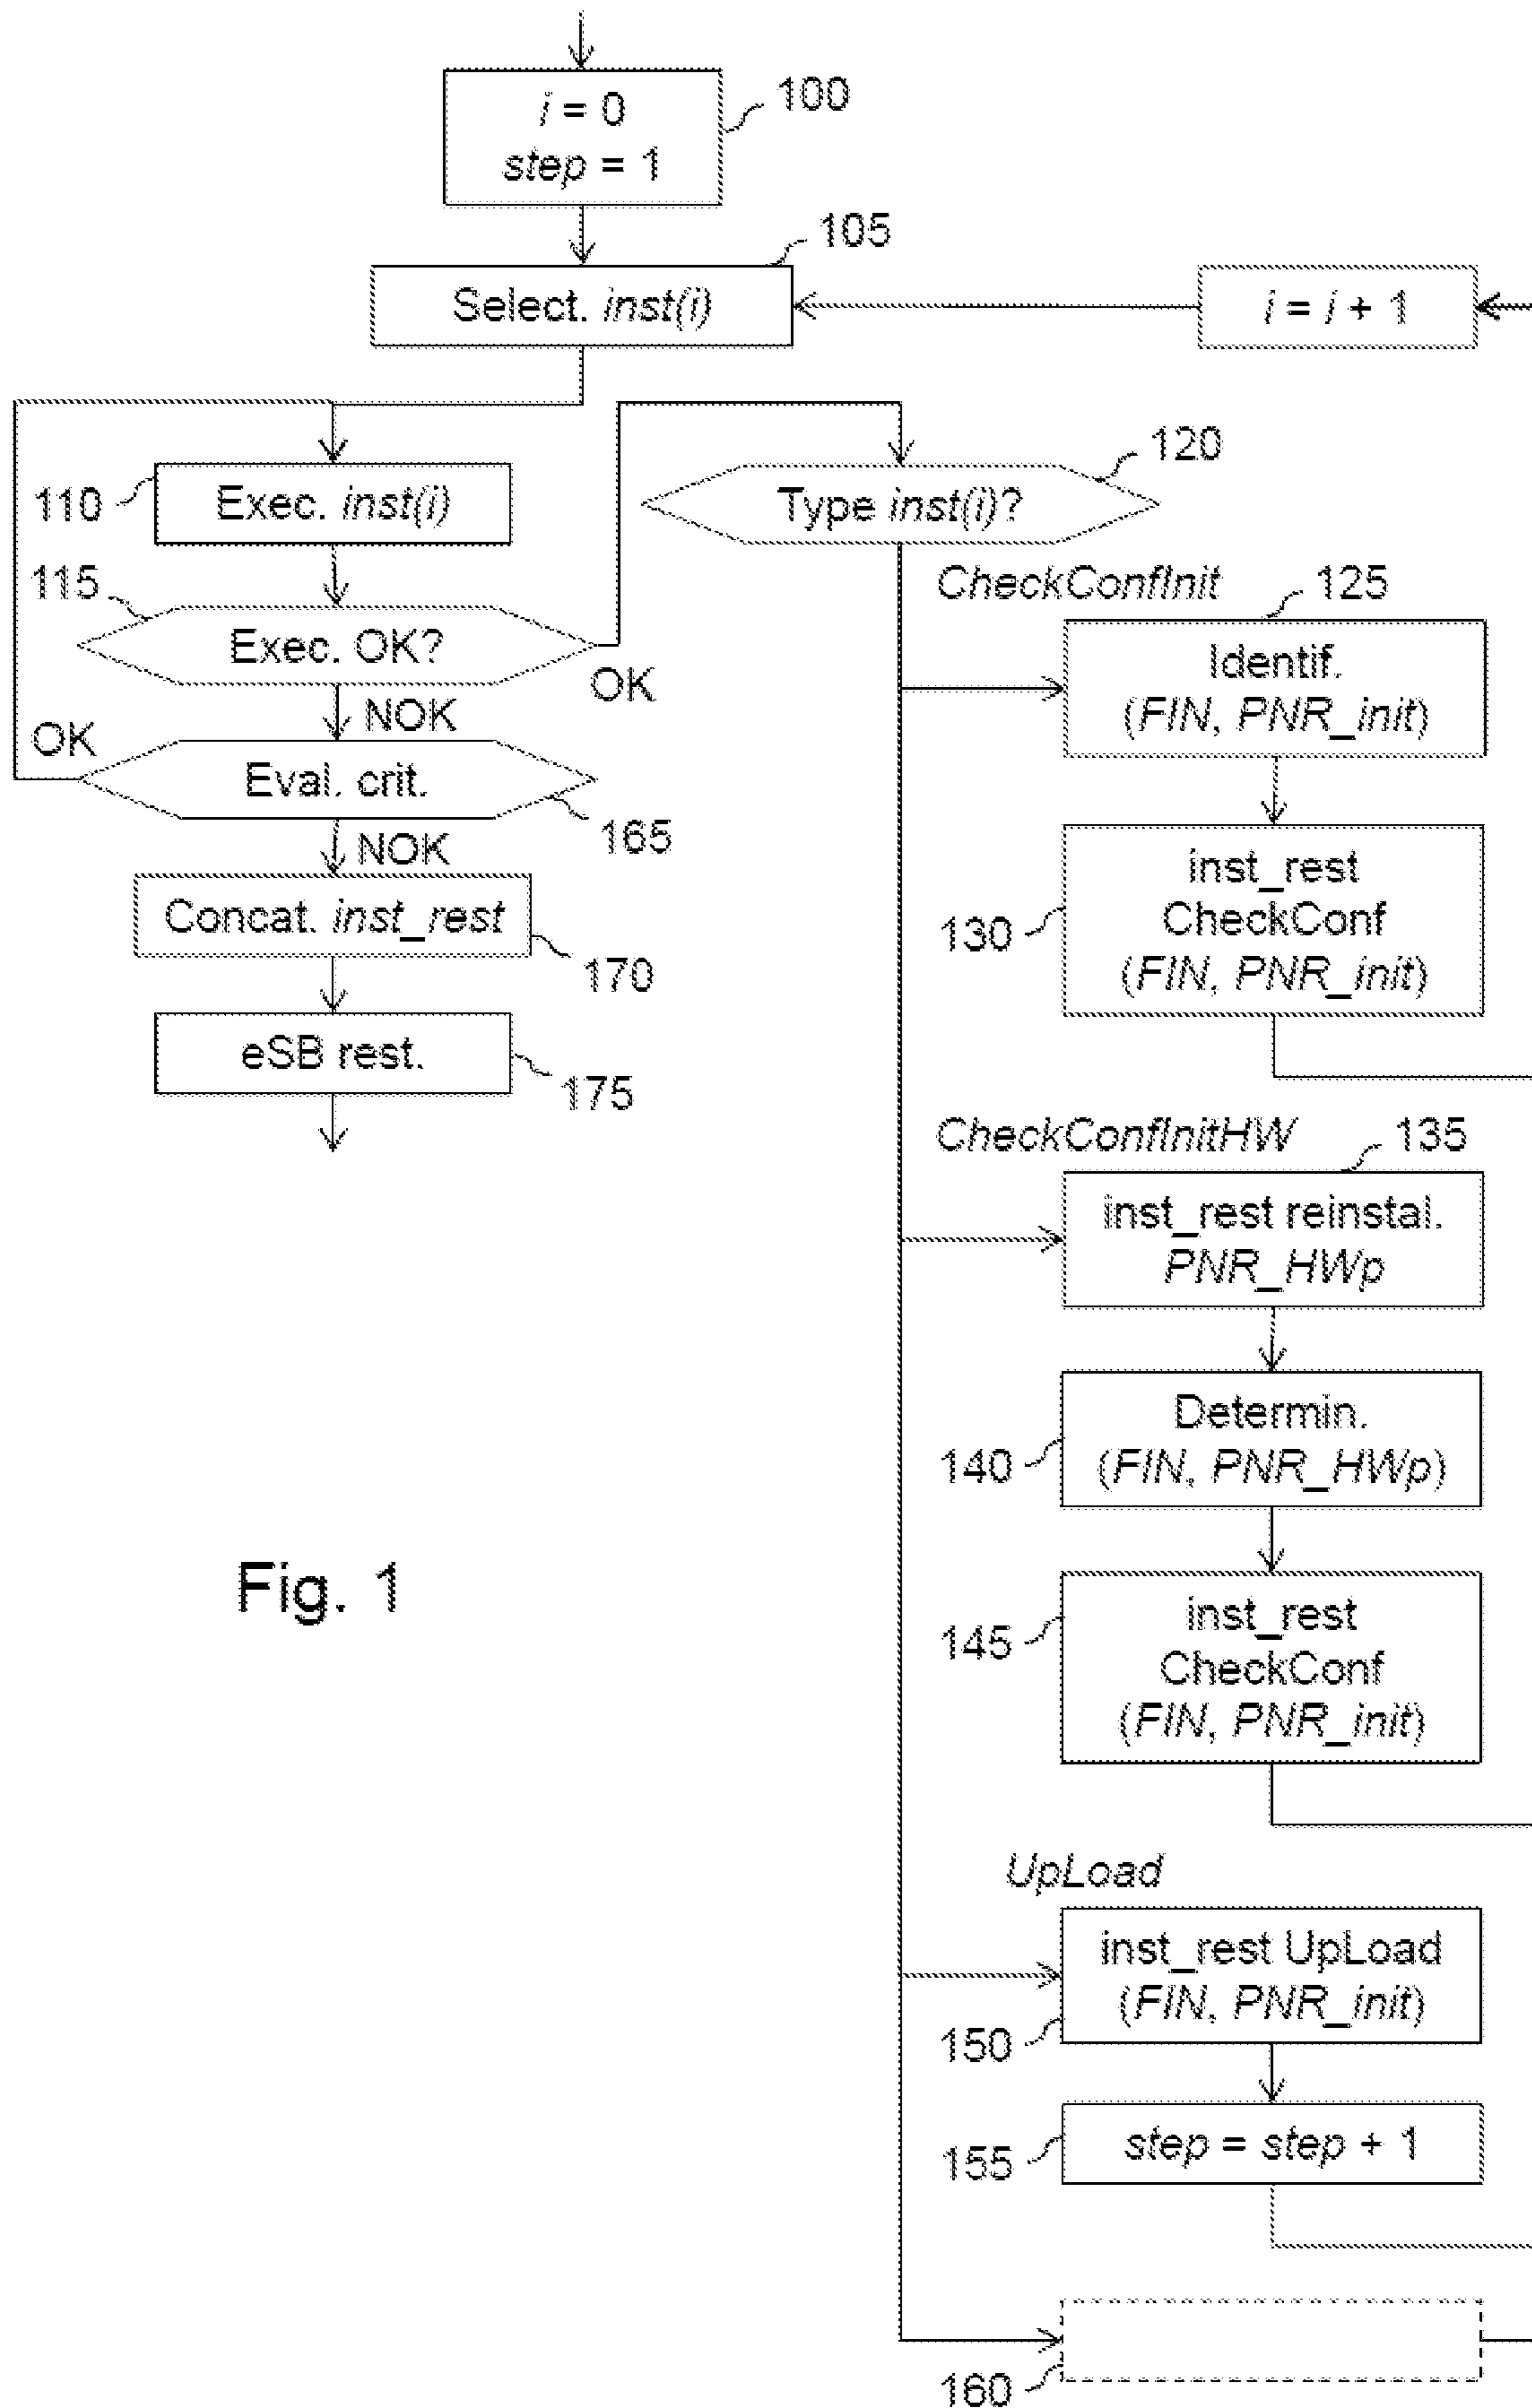 i = 0
step = 1
100
105
Select. inst(i)
i = i + 1
110
Exec. inst(i)
120
Type inst(i)?
115
Exec. OK?
OK
NOK
OK
Eval. crit.
165
NOK
Concat. inst_rest
170
eSB rest.
175
CheckConfInit
125
Identif.
(FIN, PNR_init)
130
inst_rest
CheckConf
(FIN, PNR_init)
CheckConfInitHW
135
inst_rest reinstal.
PNR_HWp
140
Determin.
(FIN, PNR_HWp)
145
inst_rest
CheckConf
(FIN, PNR_init)
UpLoad
inst_rest UpLoad
(FIN, PNR_init)
150
step = step + 1
155
160
Fig. 1